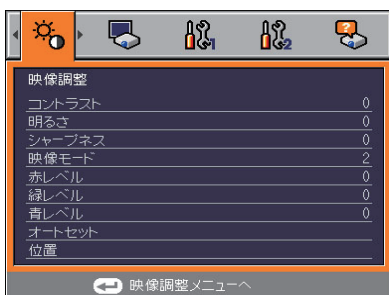 1
2
映像調整
コントラスト 0
明るさ 0
シャープネス 0
映像モード 2
赤レベル 0
緑レベル 0
青レベル 0
オートセット
位置
映像調整メニューへ